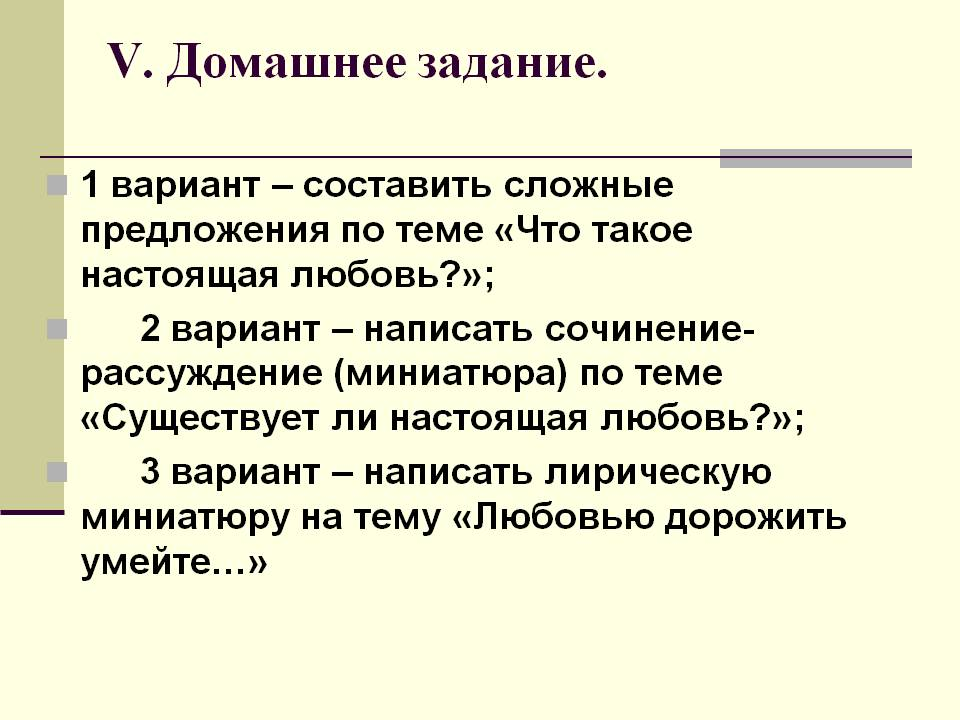 V. Домашнее задание.
1 вариант – составить сложные
предложения по теме «Что такое
настоящая любовь?»;
2 вариант – написать сочинение-
рассуждение (миниатюра) по теме
«Существует ли настоящая любовь?»;
3 вариант – написать лирическую
миниатюру на тему «Любовью дорожить
умейте…»